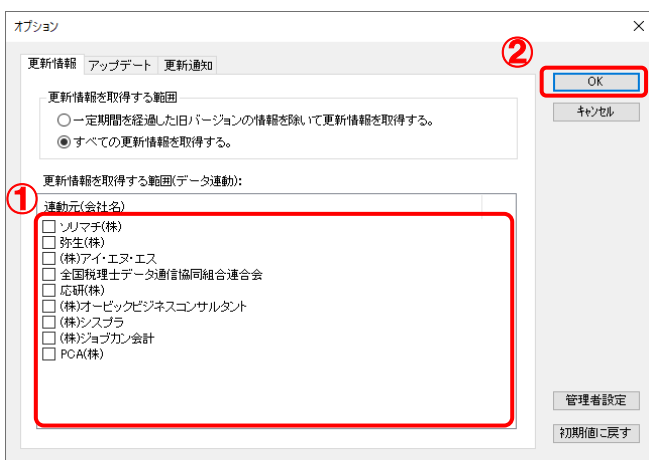 オプション
②
更新情報 アップデート 更新通知
OK
キャンセル
更新情報を取得する範囲
一定期間を経過した旧バージョンの情報を除いて更新情報を取得する。
すべての更新情報を取得する。
更新情報を取得する範囲(データ連動):
①
連動元(会社名)
ソリマチ(株)
弥生(株)
(株)アイ・エヌ・エス
全国税理士データ通信協同組合連合会
応研(株)
(株)オービックビジネスコンサルタント
(株)シスプラ
(株)ジョブカン会計
PCA(株)
管理者設定
初期値に戻す